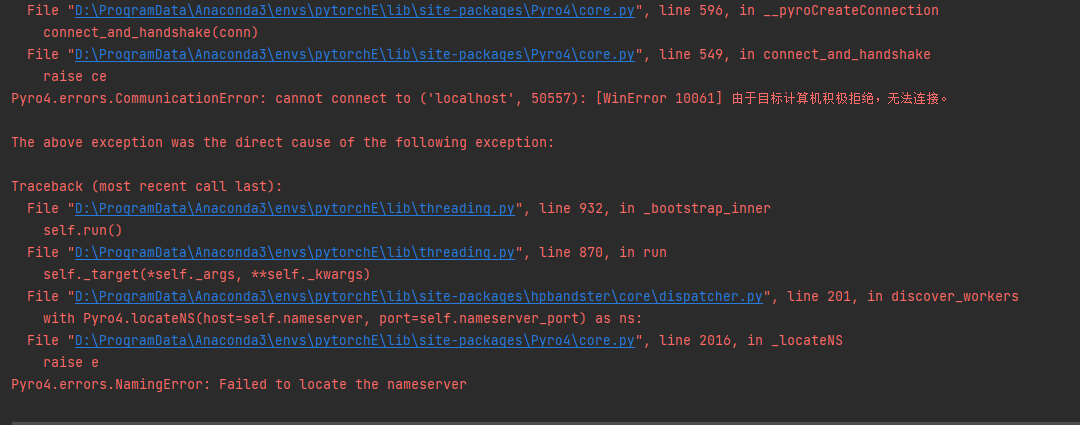 File "D:\ProgramData\Anaconda3\envs\pytorchE\lib\site-packages\Pyro4\core.py", line 596, in __pyroCreateConnection
connect_and_handshake(conn)
File "D:\ProgramData\Anaconda3\envs\pytorchE\lib\site-packages\Pyro4\core.py", line 549, in connect_and_handshake
raise ce
Pyro4.errors.CommunicationError: cannot connect to ('localhost', 50557): [WinError 10061] 由于目标计算机积极拒绝，无法连接。
The above exception was the direct cause of the following exception:
Traceback (most recent call last):
File "D:\ProgramData\Anaconda3\envs\pytorchE\lib\threading.py", line 932, in _bootstrap_inner
self.run()
File "D:\ProgramData\Anaconda3\envs\pytorchE\lib\threading.py", line 870, in run
self._target(*self._args, **self._kwargs)
File "D:\ProgramData\Anaconda3\envs\pytorchE\lib\site-packages\hpbandster\core\dispatcher.py", line 201, in discover_workers
with Pyro4.locateNS(host=self.nameserver, port=self.nameserver_port) as ns:
File "D:\ProgramData\Anaconda3\envs\pytorchE\lib\site-packages\Pyro4\core.py", line 2016, in _locateNS
raise e
Pyro4.errors.NamingError: Failed to locate the nameserver